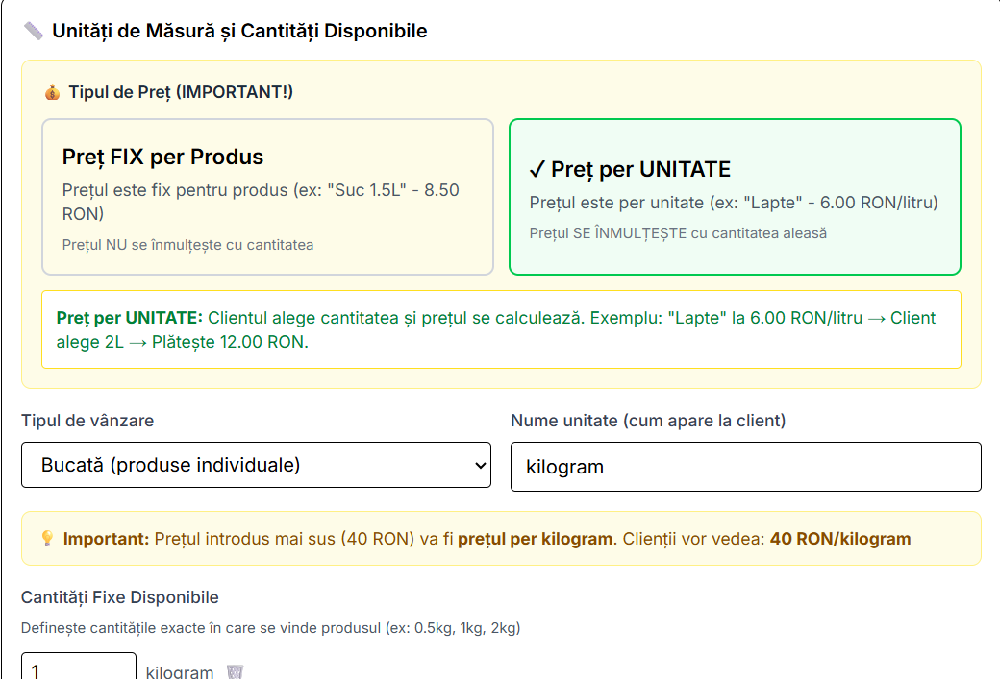 Unități de Măsură și Cantități Disponibile
Tipul de Preț (IMPORTANT!)
Preț FIX per Produs
Prețul este fix pentru produs (ex: "Suc 1.5L" - 8.50
RON)
Prețul NU se înmulțește cu cantitatea
✓ Preț per UNITATE
Prețul este per unitate (ex: "Lapte" - 6.00 RON/litru)
Prețul SE ÎNMULȚEȘTE cu cantitatea aleasă
Preț per UNITATE: Clientul alege cantitatea și prețul se calculează. Exemplu: "Lapte" la 6.00 RON/litru → Client
alege 2L → Plătește 12.00 RON.
Tipul de vânzare
Bucată (produse individuale)
Nume unitate (cum apare la client)
kilogram
Important: Prețul introdus mai sus (40 RON) va fi prețul per kilogram. Clienții vor vedea: 40 RON/kilogram
Cantități Fixe Disponibile
Definește cantitățile exacte în care se vinde produsul (ex: 0.5kg, 1kg, 2kg)
1 kilogram